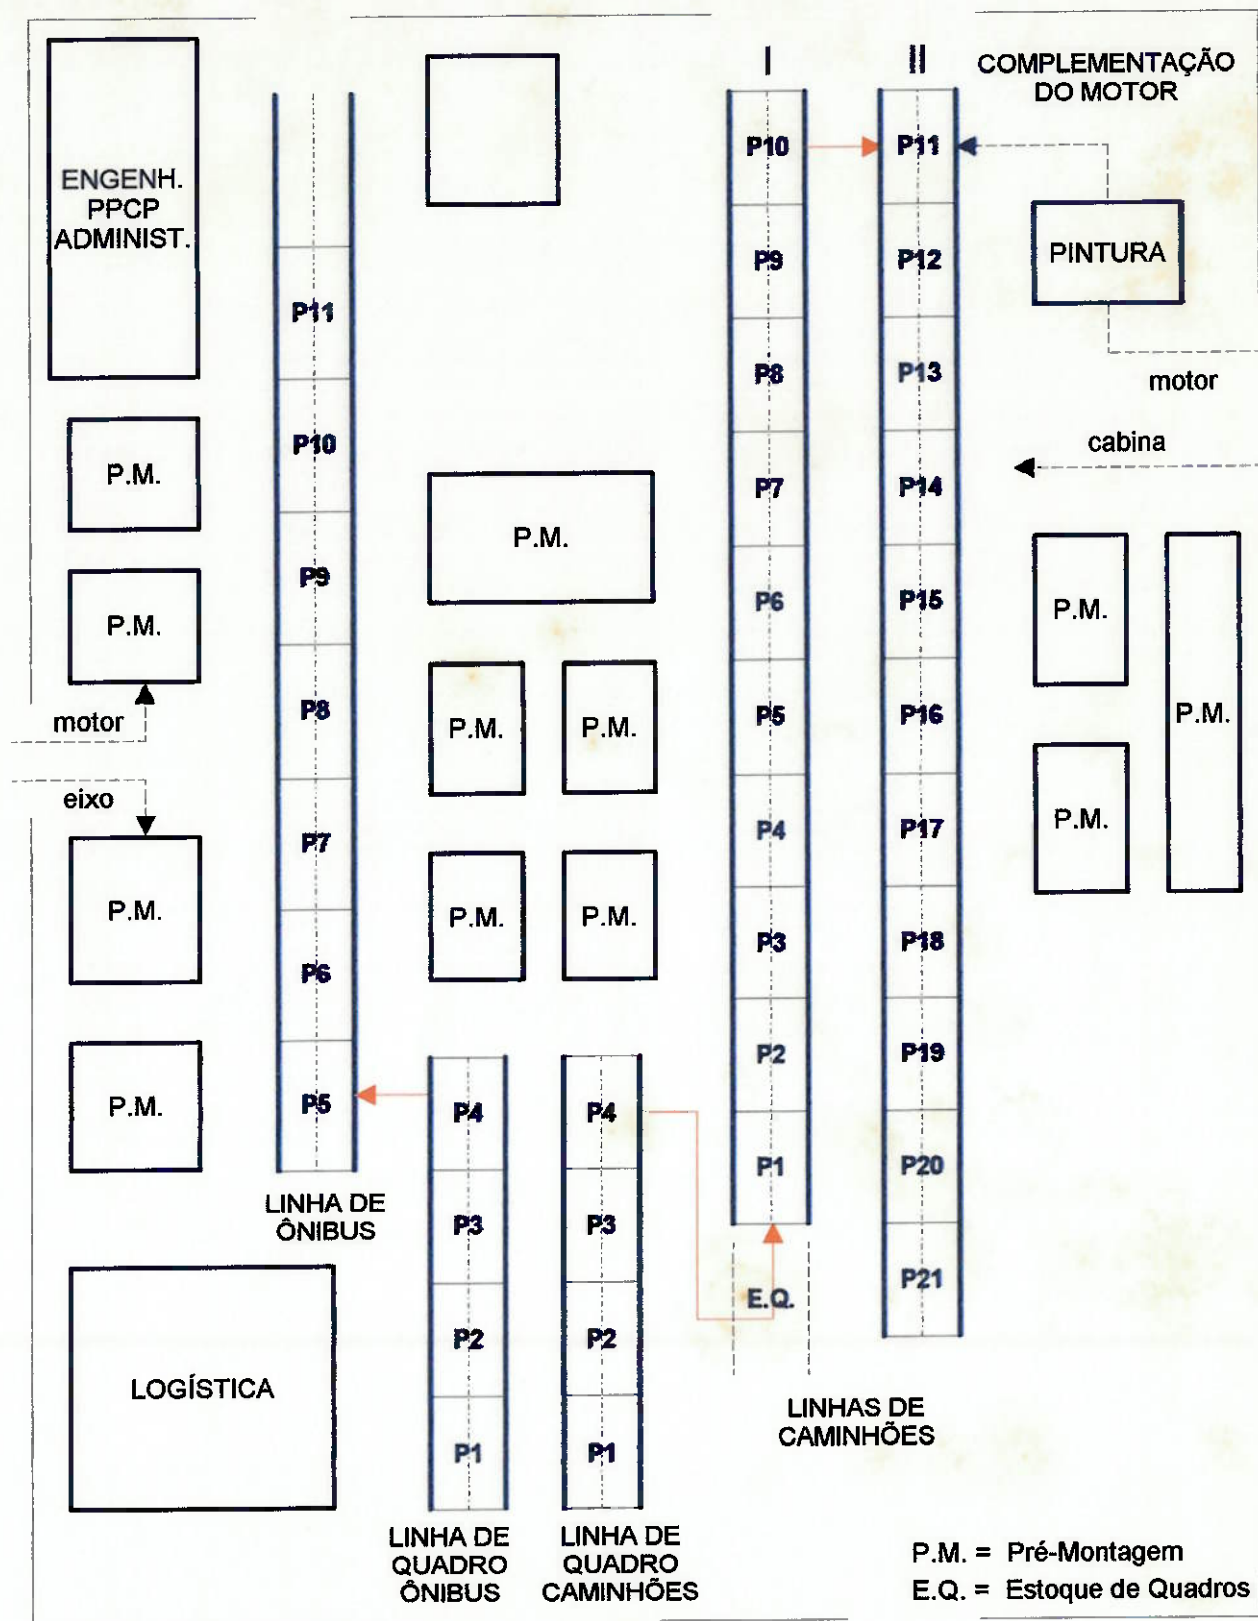 I
II
COMPLEMENTAÇÃO
DO MOTOR
ENGENH.
PPCP
ADMINIST.
P11
P10
P9
P8
P7
P6
P5
LINHA DE
ÔNIBUS
P.M.
P.M.
motor
eixo
P.M.
P.M.
LOGÍSTICA
P.M.
P.M.
P.M.
P.M.
P.M.
P4
P3
P2
P1
LINHA DE
QUADRO
ÔNIBUS
P4
P3
P2
P1
LINHA DE
QUADRO
CAMINHÕES
P10
P9
P8
P7
P6
P5
P4
P3
P2
P1
E.Q.
P11
P12
P13
P14
P15
P16
P17
P18
P19
P20
P21
LINHAS DE
CAMINHÕES
PINTURA
motor
cabina
P.M.
P.M.
P.M.
P.M. = Pré-Montagem
E.Q. = Estoque de Quadros